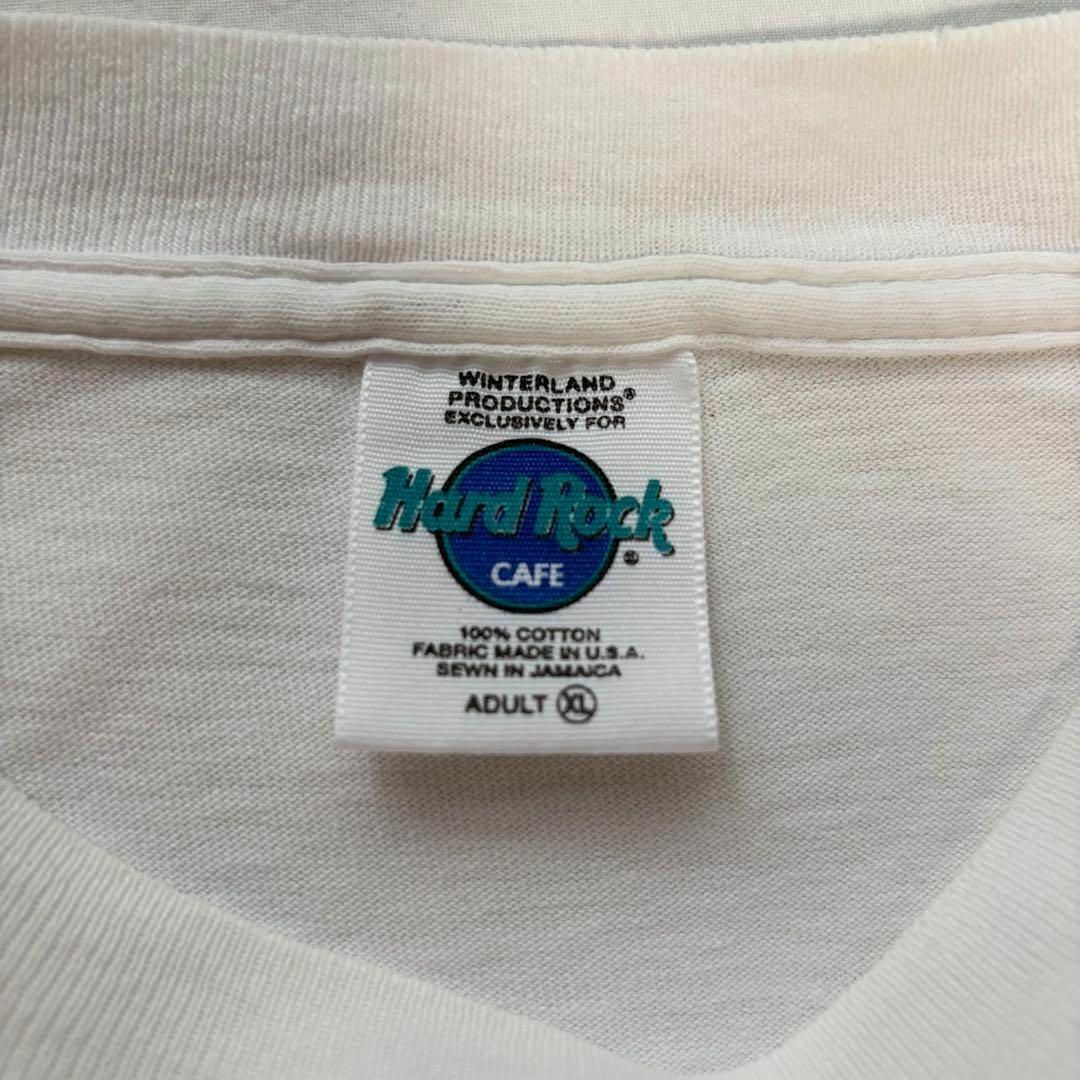 WINTERLAND
PRODUCTIONS®
EXCLUSIVELY FOR
Hard Rock
®
CAFE
100% COTTON
FABRIC MADE IN U.S.A.
SEWN IN JAMAICA
ADULT XL